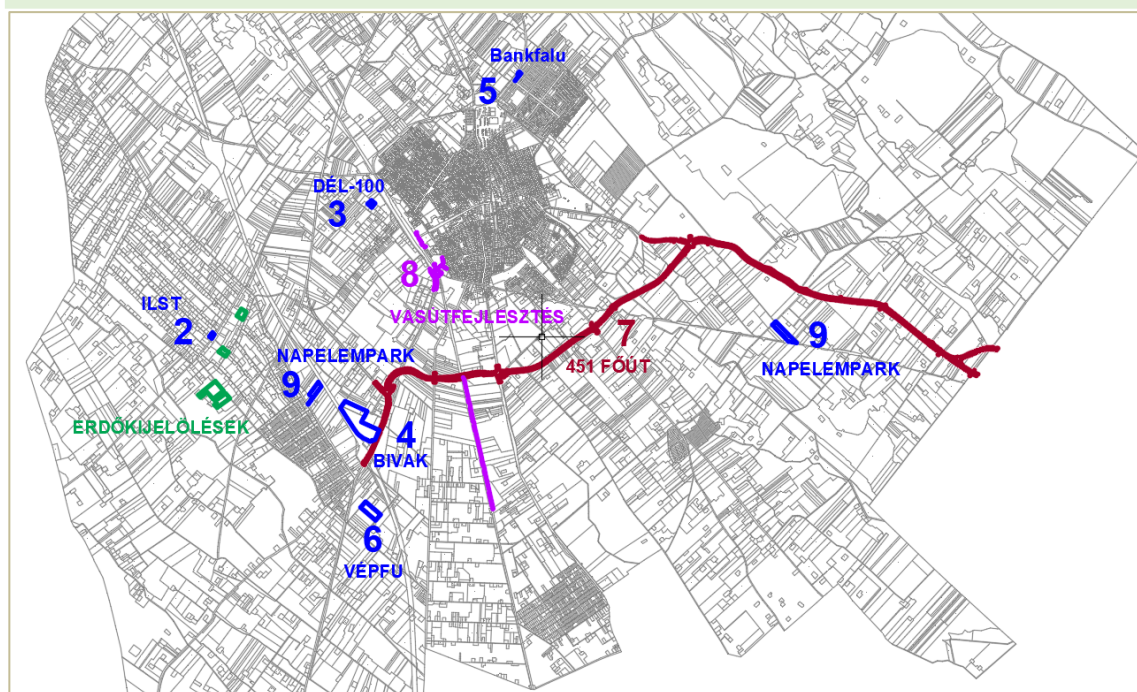 Bankfalu
5
DÉL-100
3
8
ILST
2
VASÚTFEJLESZTÉS
7
9
NAPELEMPARK
451 FŐÚT
NAPELEMPARK
9
ERDŐKIJELÖLÉSEK
4
BIVAK
6
VÉPFU